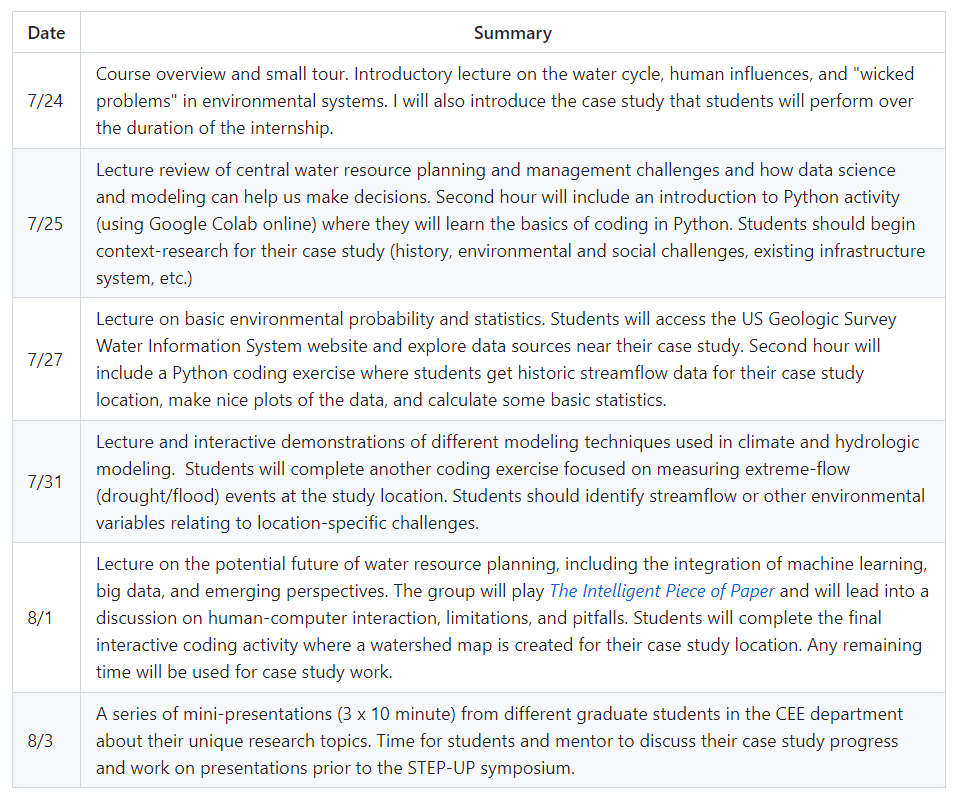 Date Summary
7/24
Course overview and small tour. Introductory lecture on the water cycle, human influences, and "wicked
problems" in environmental systems. I will also introduce the case study that students will perform over
the duration of the internship.
7/25
Lecture review of central water resource planning and management challenges and how data science
and modeling can help us make decisions. Second hour will include an introduction to Python activity
(using Google Colab online) where they will learn the basics of coding in Python. Students should begin
context-research for their case study (history, environmental and social challenges, existing infrastructure
system, etc.)
7/27
Lecture on basic environmental probability and statistics. Students will access the US Geologic Survey
Water Information System website and explore data sources near their case study. Second hour will
include a Python coding exercise where students get historic streamflow data for their case study
location, make nice plots of the data, and calculate some basic statistics.
7/31
Lecture and interactive demonstrations of different modeling techniques used in climate and hydrologic
modeling. Students will complete another coding exercise focused on measuring extreme-flow
(drought/flood) events at the study location. Students should identify streamflow or other environmental
variables relating to location-specific challenges.
8/1
Lecture on the potential future of water resource planning, including the integration of machine learning,
big data, and emerging perspectives. The group will play The Intelligent Piece of Paper and will lead into a
discussion on human-computer interaction, limitations, and pitfalls. Students will complete the final
interactive coding activity where a watershed map is created for their case study location. Any remaining
time will be used for case study work.
8/3
A series of mini-presentations (3 x 10 minute) from different graduate students in the CEE department
about their unique research topics. Time for students and mentor to discuss their case study progress
and work on presentations prior to the STEP-UP symposium.